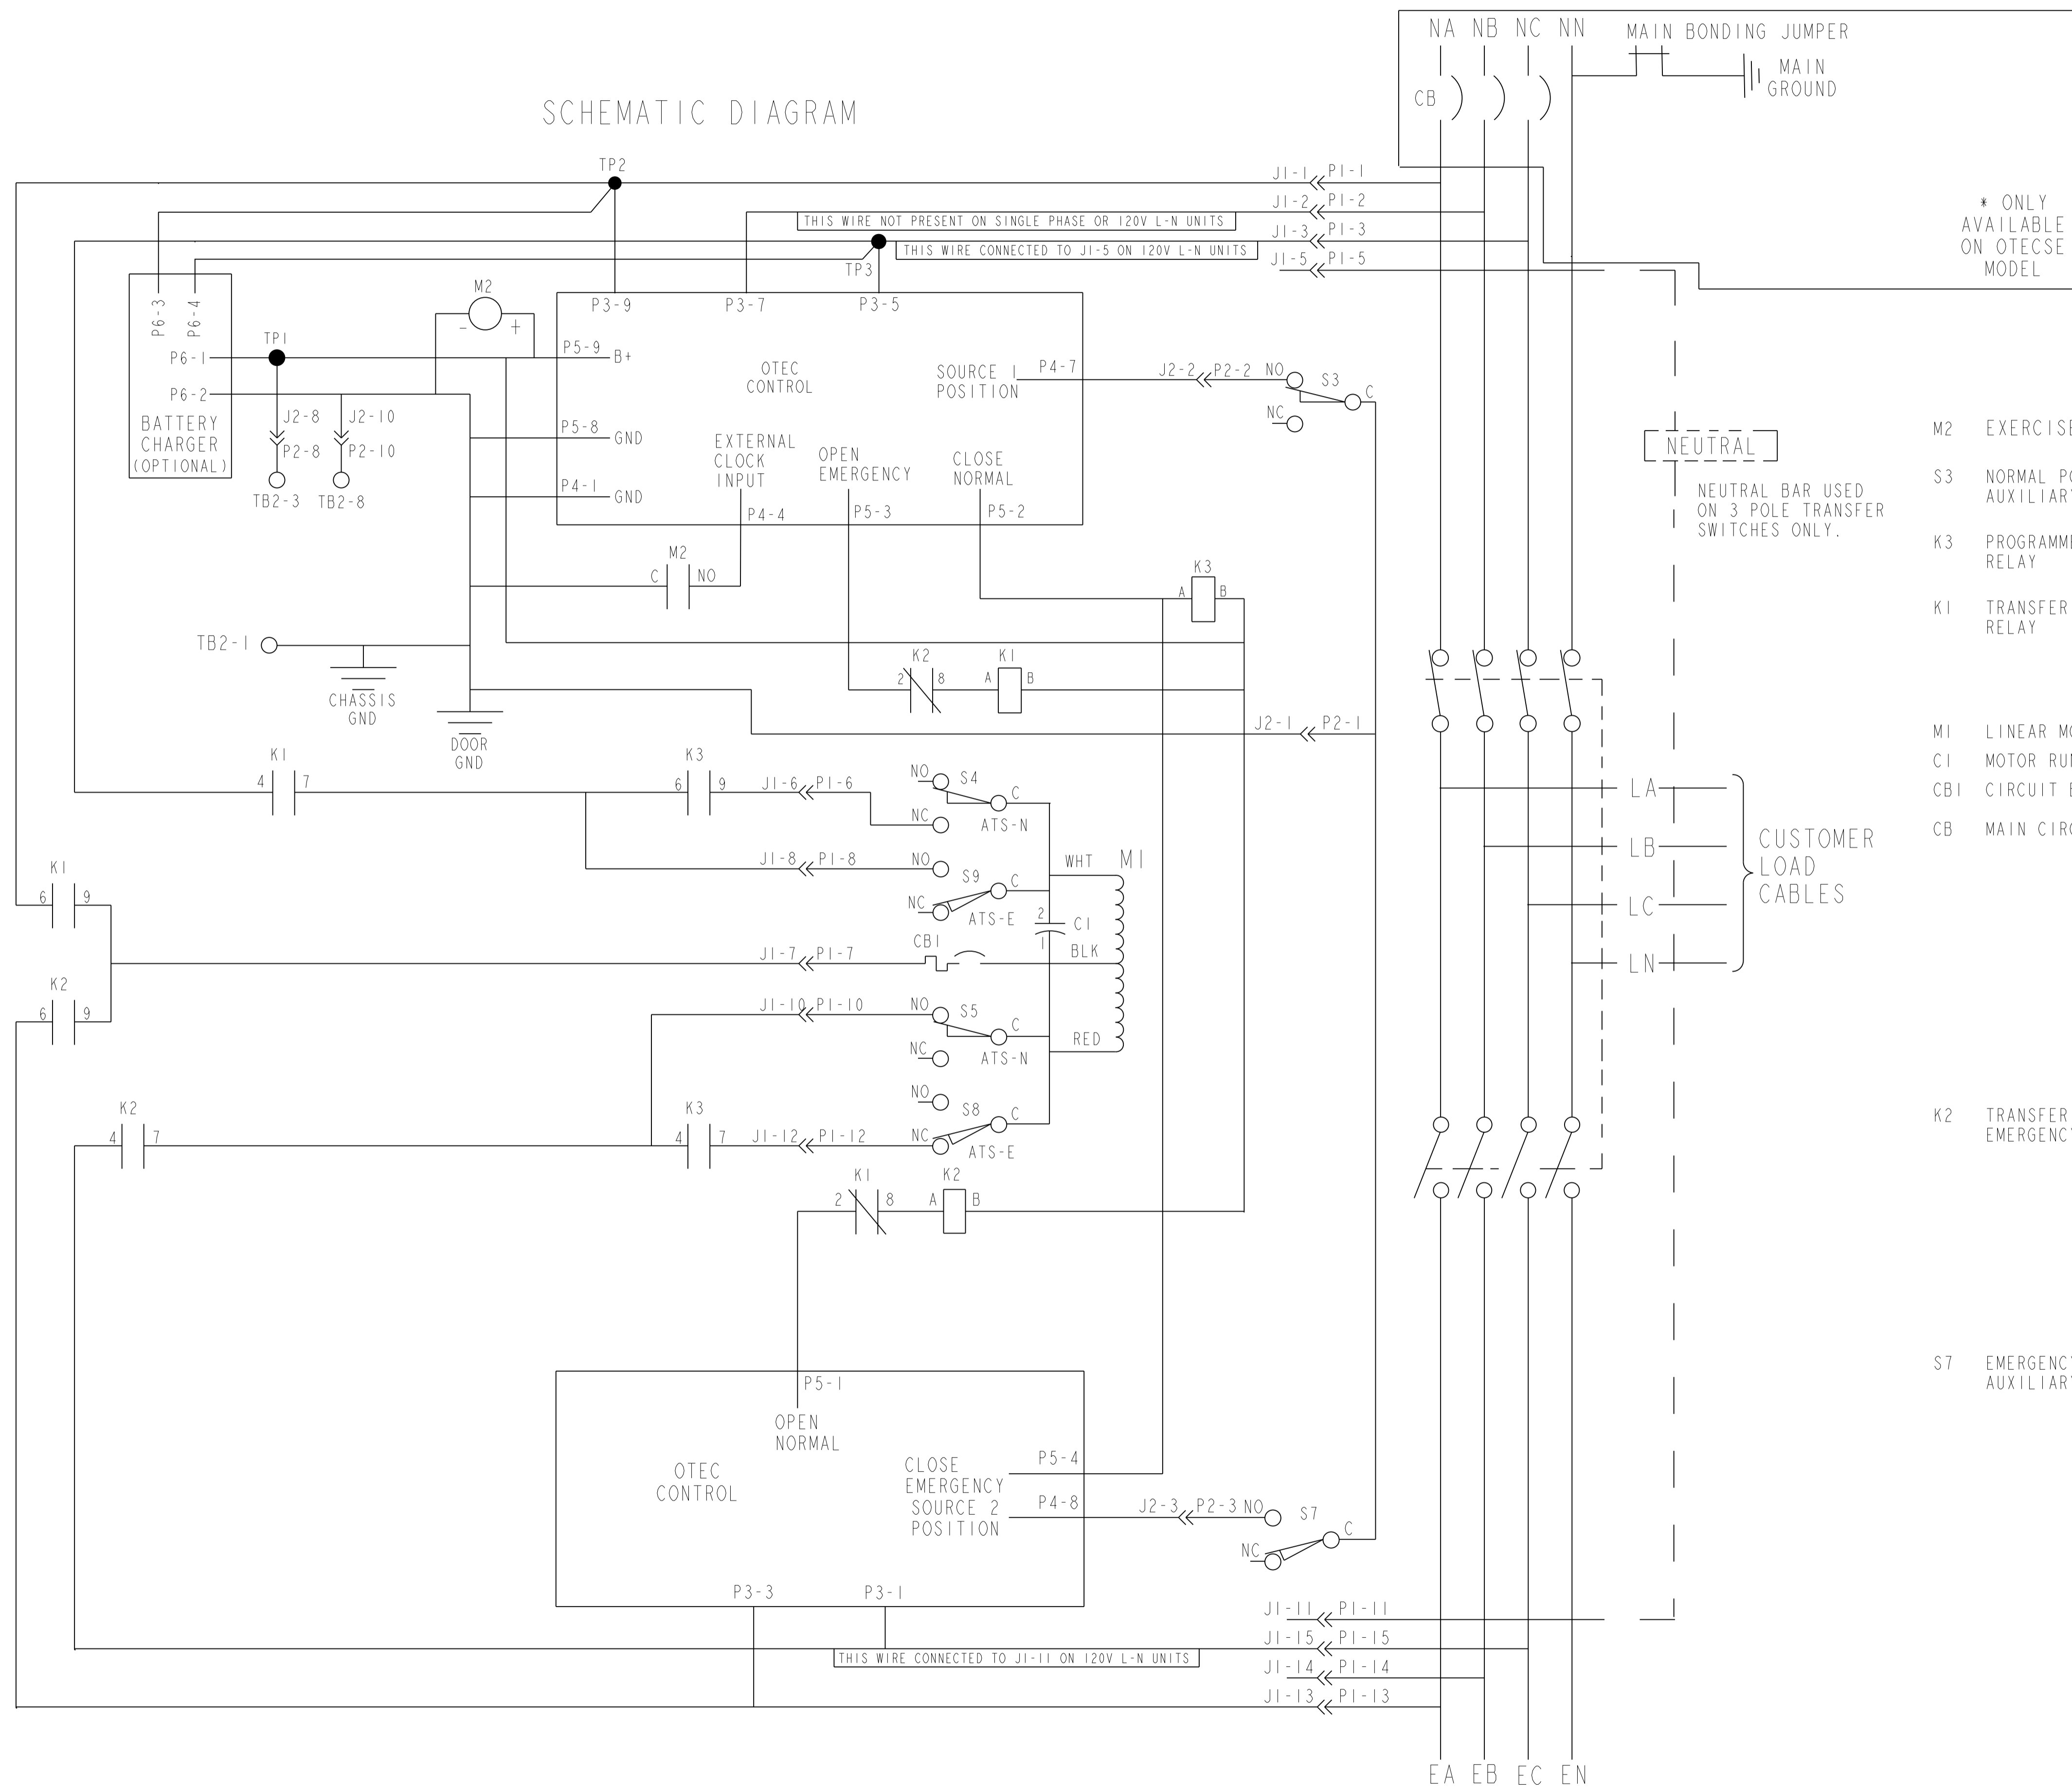 NA NB NC NN
MAIN BONDING JUMPER
MAIN
GROUND
CB
SCHEMATIC DIAGRAM
* ONLY
AVAILABLE
ON OTECSE
MODEL
TP2
J1-1 P1-1
J1-2 P1-2
THIS WIRE NOT PRESENT ON SINGLE PHASE OR 120V L-N UNITS
J1-3 P1-3
THIS WIRE CONNECTED TO J1-5 ON 120V L-N UNITS
J1-5 P1-5
TP3
P6-3
P6-4
P6-1
P6-2
BATTERY
CHARGER
(OPTIONAL)
TP1
J2-8
P2-8
TB2-3
J2-10
P2-10
TB2-8
M2
- +
P3-9
P3-7
P3-5
P5-9
B+
OTEC
CONTROL
SOURCE 1
POSITION
P4-7
P5-8
GND
P4-1
GND
EXTERNAL
CLOCK
INPUT
P4-4
OPEN
EMERGENCY
P5-3
CLOSE
NORMAL
P5-2
J2-2 P2-2 NO
S3
C
NC
NEUTRAL
NEUTRAL BAR USED
ON 3 POLE TRANSFER
SWITCHES ONLY.
M2 EXERCISE
S3 NORMAL PO
AUXILIARY
K3 PROGRAMME
RELAY
K1 TRANSFER
RELAY
M1 LINEAR MO
C1 MOTOR RUN
CB1 CIRCUIT B
CB MAIN CIRC
K2 TRANSFER
EMERGENCY
S7 EMERGENCY
AUXILIARY
M2
C NO
K3
A B
TB2-1
CHASSIS
GND
DOOR
GND
K2
2 8
K1
A B
J2-1 P2-1
K1
4 7
K3
6 9
J1-6 P1-6
NO
S4
C
NC
ATS-N
J1-8 P1-8
NO
S9
C
NC
ATS-E
WHT
M1
2
C1
1
BLK
K1
6 9
J1-7 P1-7
CB1
K2
6 9
J1-10 P1-10
NO
S5
C
NC
ATS-N
RED
NO
S8
C
K2
4 7
K3
4 7
J1-12 P1-12
NC
ATS-E
K1
2 8
K2
A B
LA
LB
LC
LN
CUSTOMER
LOAD
CABLES
P5-1
OPEN
NORMAL
OTEC
CONTROL
CLOSE
EMERGENCY
P5-4
SOURCE 2
POSITION
P4-8
J2-3 P2-3 NO
S7
C
NC
P3-3
P3-1
J1-11 P1-11
J1-15 P1-15
THIS WIRE CONNECTED TO J1-11 ON 120V L-N UNITS
J1-14 P1-14
J1-13 P1-13
EA EB EC EN